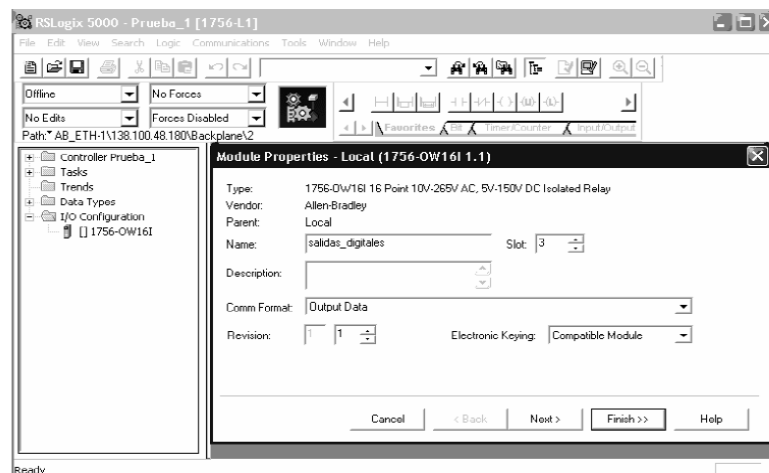 RSLogix 5000 - Prueba_1 [1756-L1]
File Edit View Search Logic Communications Tools Window Help
Offline No Forces
No Edits Forces Disabled
Path:* AB_ETH-1\138.100.48.180\Backplane\2
Favorites Bit Timer/Counter Input/Output
Controller Prueba_1
Tasks
Trends
Data Types
I/O Configuration
[] 1756-OW16I
Module Properties - Local (1756-OW16I 1.1)
Type: 1756-OW16I 16 Point 10V-265V AC, 5V-150V DC Isolated Relay
Vendor: Allen-Bradley
Parent: Local
Name: salidas_digitales Slot: 3
Description:
Comm Format: Output Data
Revision: 1 1 Electronic Keying: Compatible Module
Cancel < Back Next > Finish >> Help
Ready